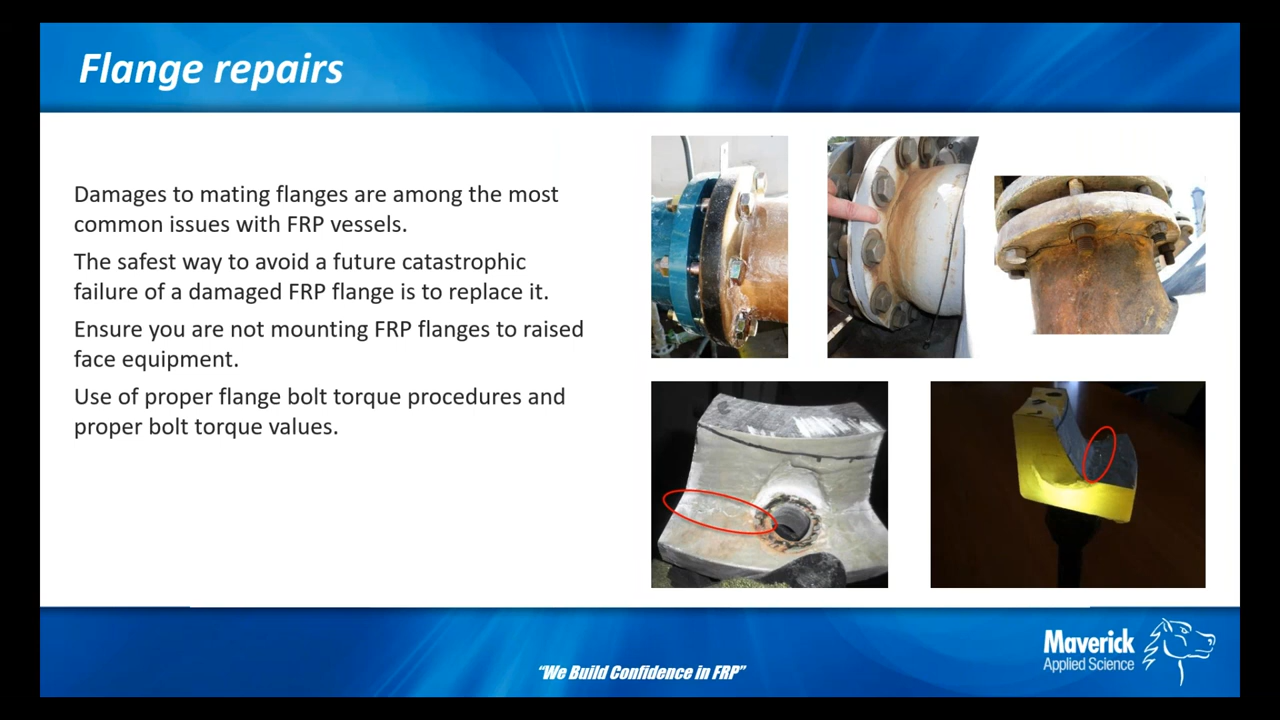 Flange repairs
Damages to mating flanges are among the most
common issues with FRP vessels.
The safest way to avoid a future catastrophic
failure of a damaged FRP flange is to replace it.
Ensure you are not mounting FRP flanges to raised
face equipment.
Use of proper flange bolt torque procedures and
proper bolt torque values.
“We Build Confidence in FRP”
Maverick
Applied Science